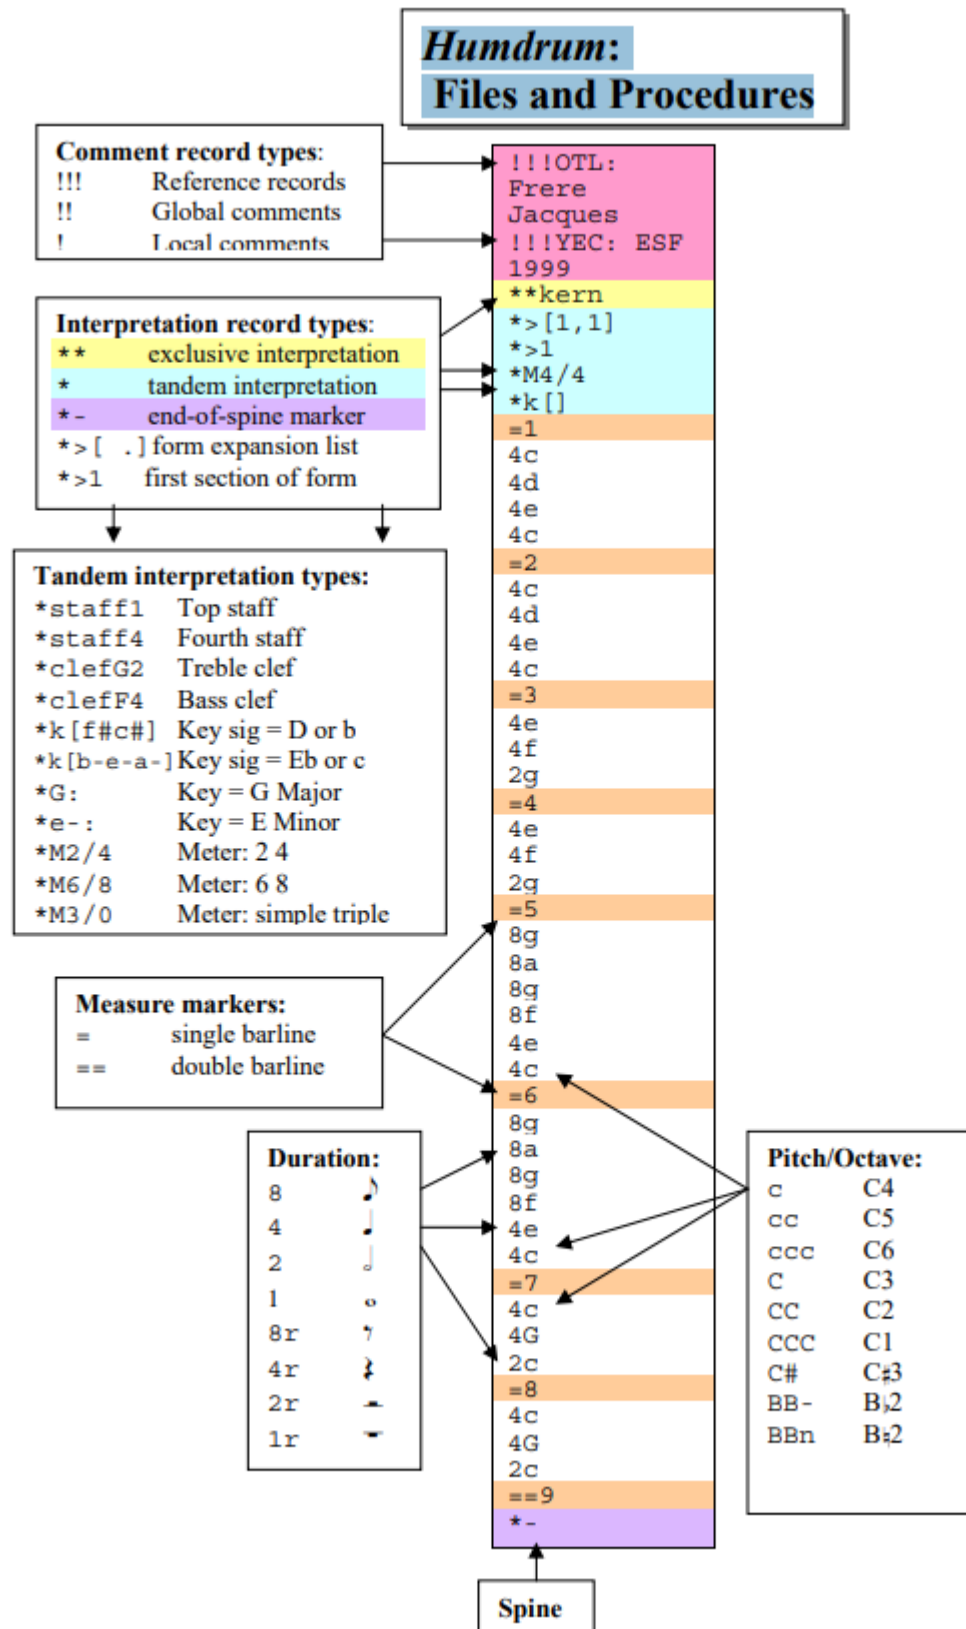 Humdrum:
Files and Procedures
Comment record types:
!!! Reference records
!! Global comments
! Local comments
Interpretation record types:
** exclusive interpretation
* tandem interpretation
*- end-of-spine marker
*>[ .] form expansion list
*>1 first section of form
Tandem interpretation types:
*staff1 Top staff
*staff4 Fourth staff
*clefG2 Treble clef
*clefF4 Bass clef
*k[f#c#] Key sig = D or b
*k[b-e-a-] Key sig = Eb or c
*G: Key = G Major
*e-: Key = E Minor
*M2/4 Meter: 2 4
*M6/8 Meter: 6 8
*M3/0 Meter: simple triple
Measure markers:
= single barline
== double barline
Duration:
8 ♪
4 ♩
2 𝅗𝅥
1 𝅝
8r 𝄾
4r 𝄽
2r 𝄼
1r 𝄻
!!!OTL:
Frere
Jacques
!!!YEC: ESF
1999
**kern
*>[1,1]
*>1
*M4/4
*k[]
=1
4c
4d
4e
4c
=2
4c
4d
4e
4c
=3
4e
4f
2g
=4
4e
4f
2g
=5
8g
8a
8g
8f
4e
4c
=6
8g
8a
8g
8f
4e
4c
=7
4c
4G
2c
=8
4c
4G
2c
==9
*-
Pitch/Octave:
c C4
cc C5
ccc C6
C C3
CC C2
CCC C1
C# C♯3
BB- B♭2
BBn B♮2
Spine